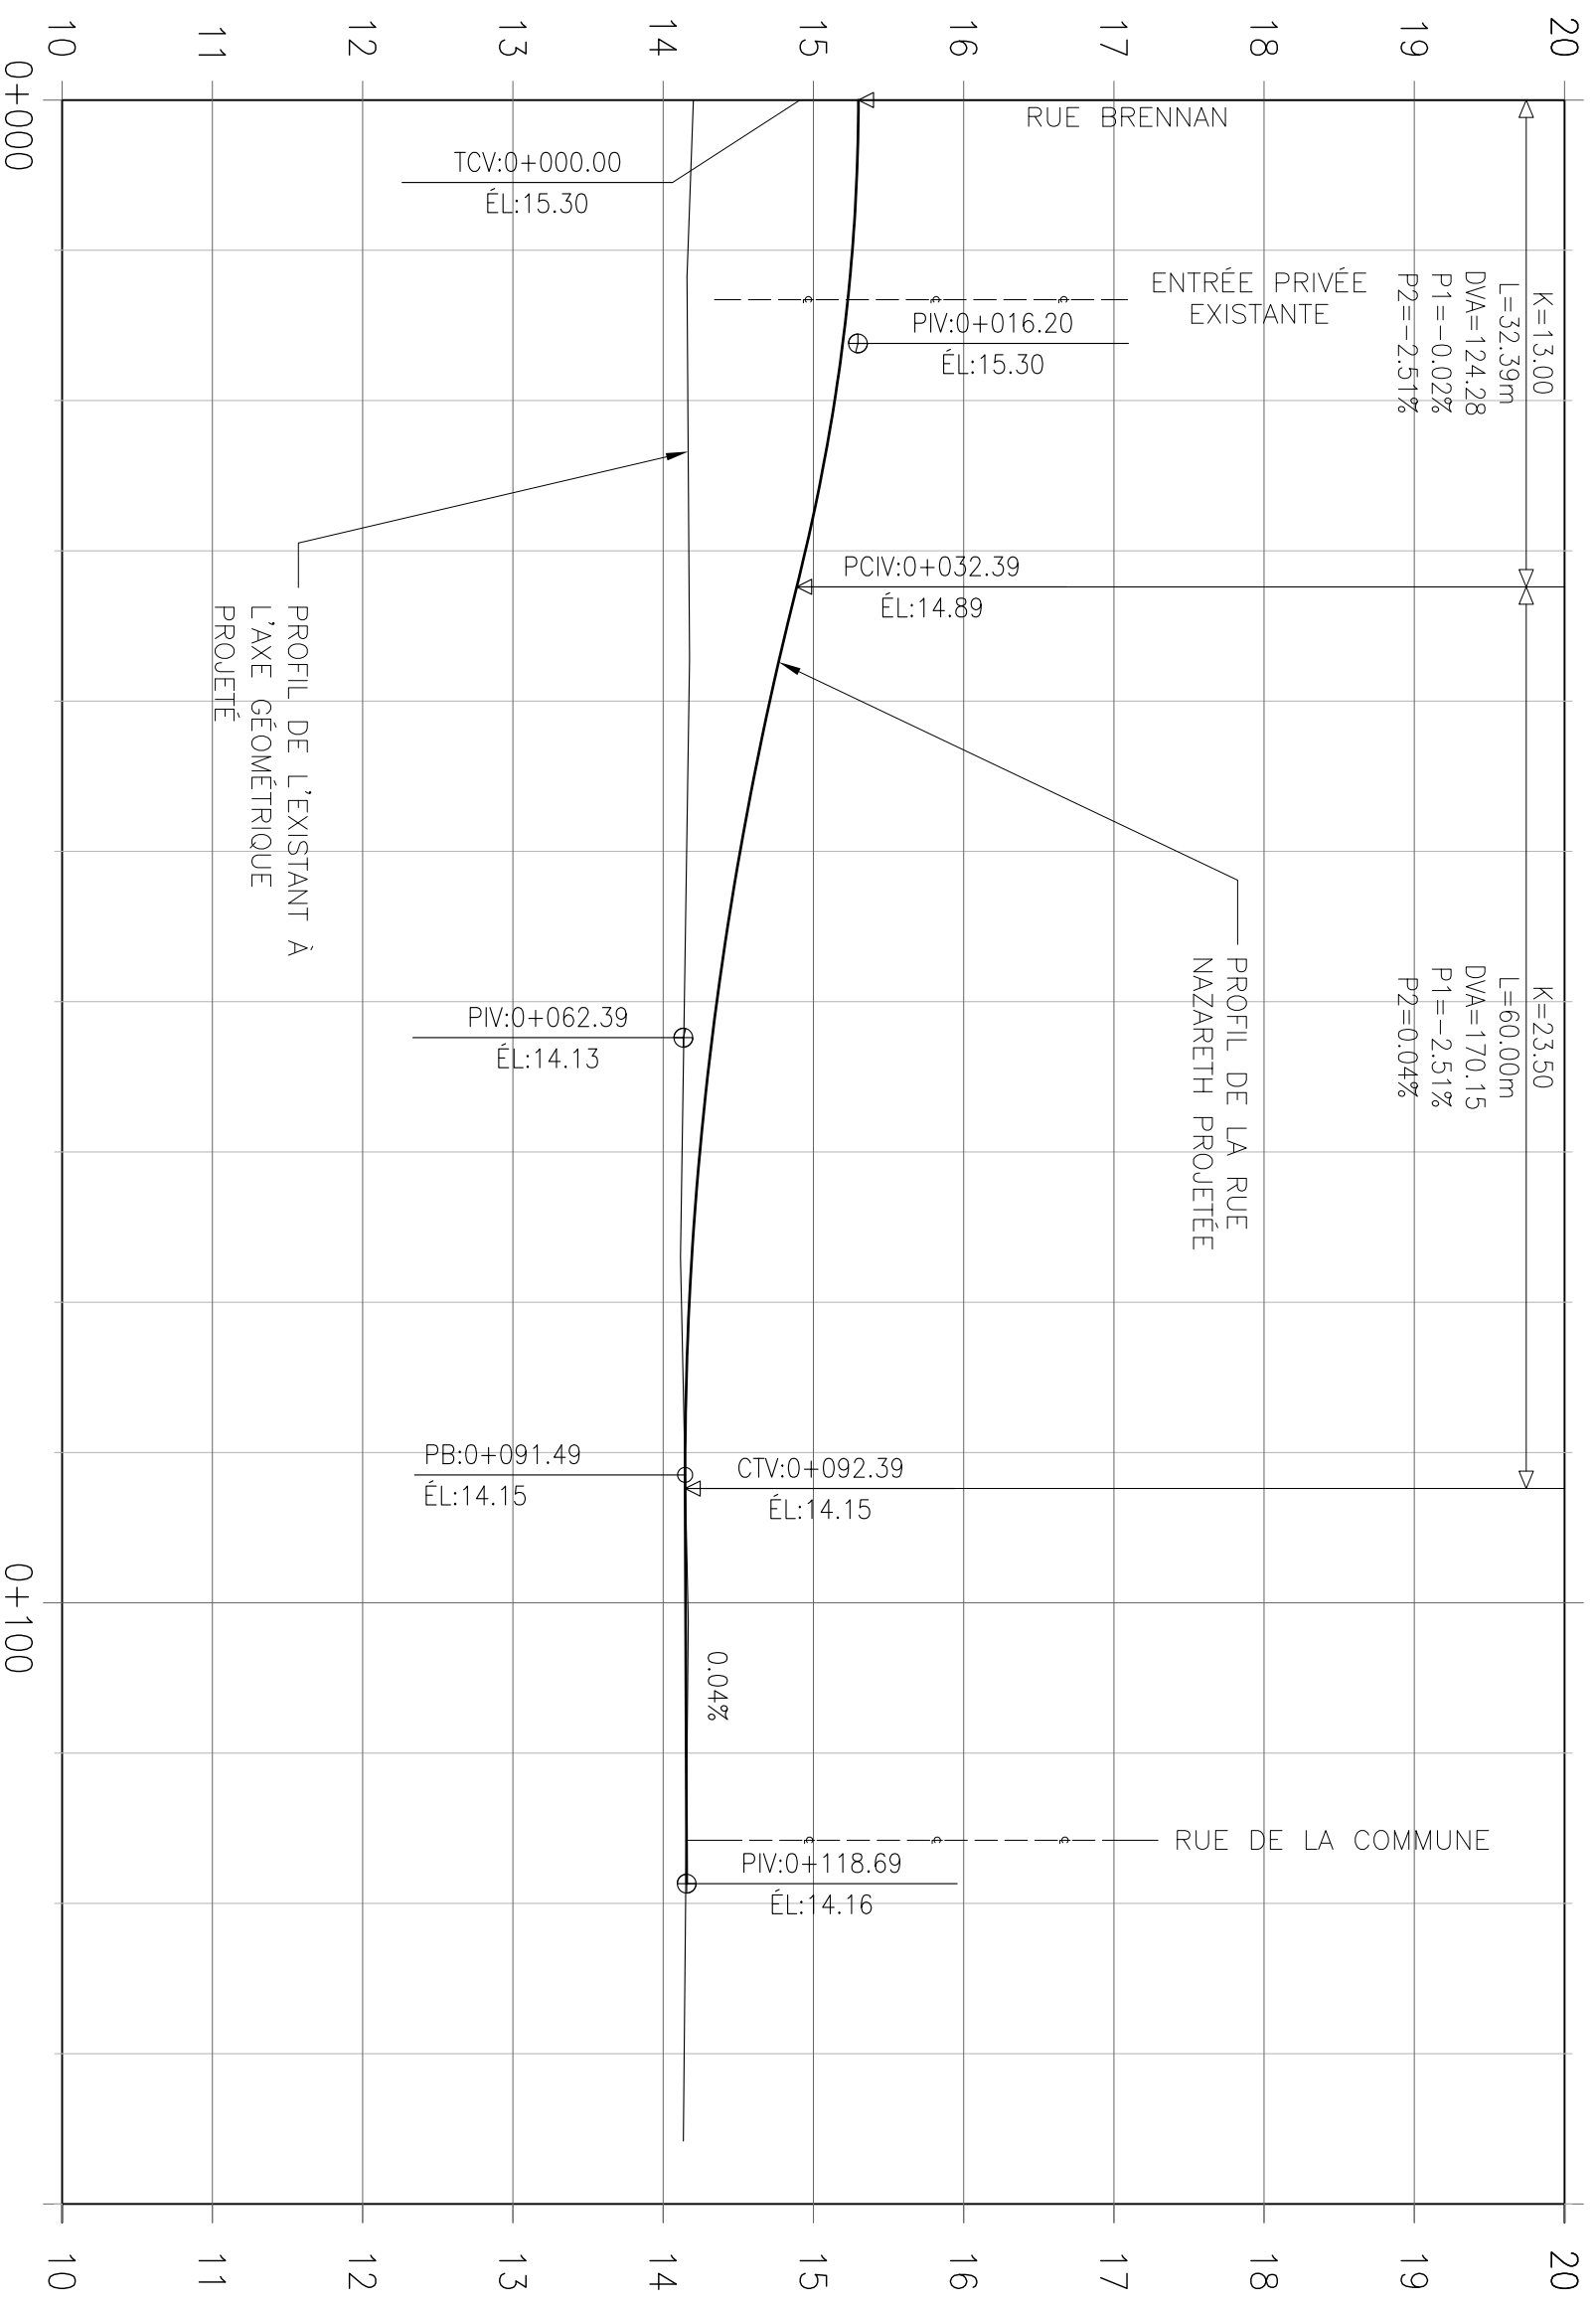 20
19
18
17
16
15
14
13
12
11
10
K=13.00
L=32.39m
DVA=124.28
P1=-0.02%
P2=-2.51%
K=23.50
L=60.00m
DVA=170.15
P1=-2.51%
P2=0.04%
RUE BRENNAN
TCV:0+000.00
ÉL:15.30
ENTRÉE PRIVÉE
EXISTANTE
PIV:0+016.20
ÉL:15.30
PCIV:0+032.39
ÉL:14.89
PROFIL DE LA RUE
NAZARETH PROJETÉE
PROFIL DE L'EXISTANT À
L'AXE GÉOMÉTRIQUE
PROJETÉ
PIV:0+062.39
ÉL:14.13
PB:0+091.49
ÉL:14.15
CTV:0+092.39
ÉL:14.15
0.04%
RUE DE LA COMMUNE
PIV:0+118.69
ÉL:14.16
0+000
0+100
20
19
18
17
16
15
14
13
12
11
10